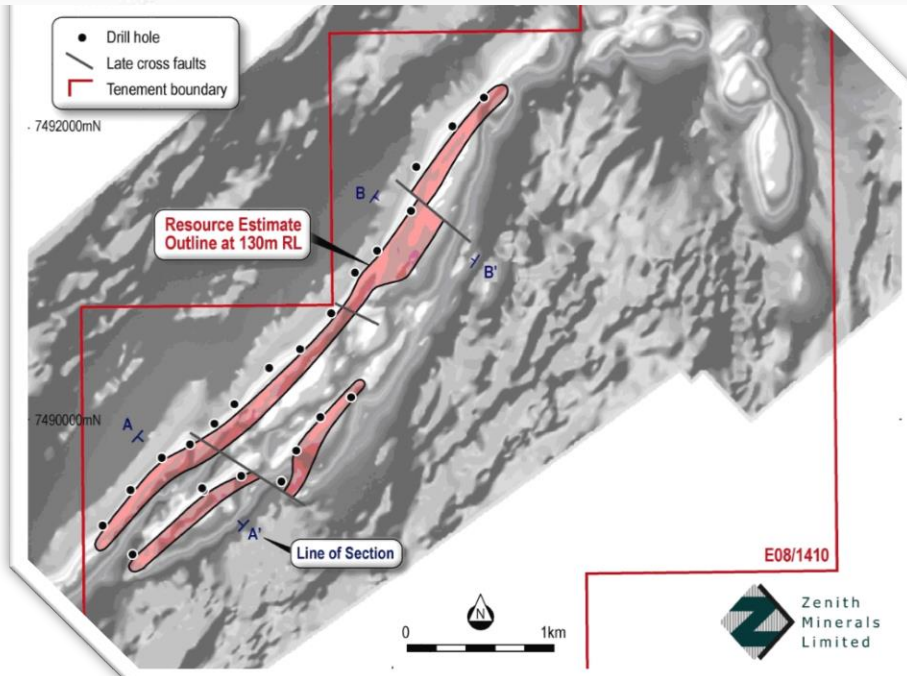 Drill hole
Late cross faults
Tenement boundary
7492000mN
B
Resource Estimate
Outline at 130m RL
B'
7490000mN
A
A'
Line of Section
E08/1410
N
0
1km
Zenith
Minerals
Limited